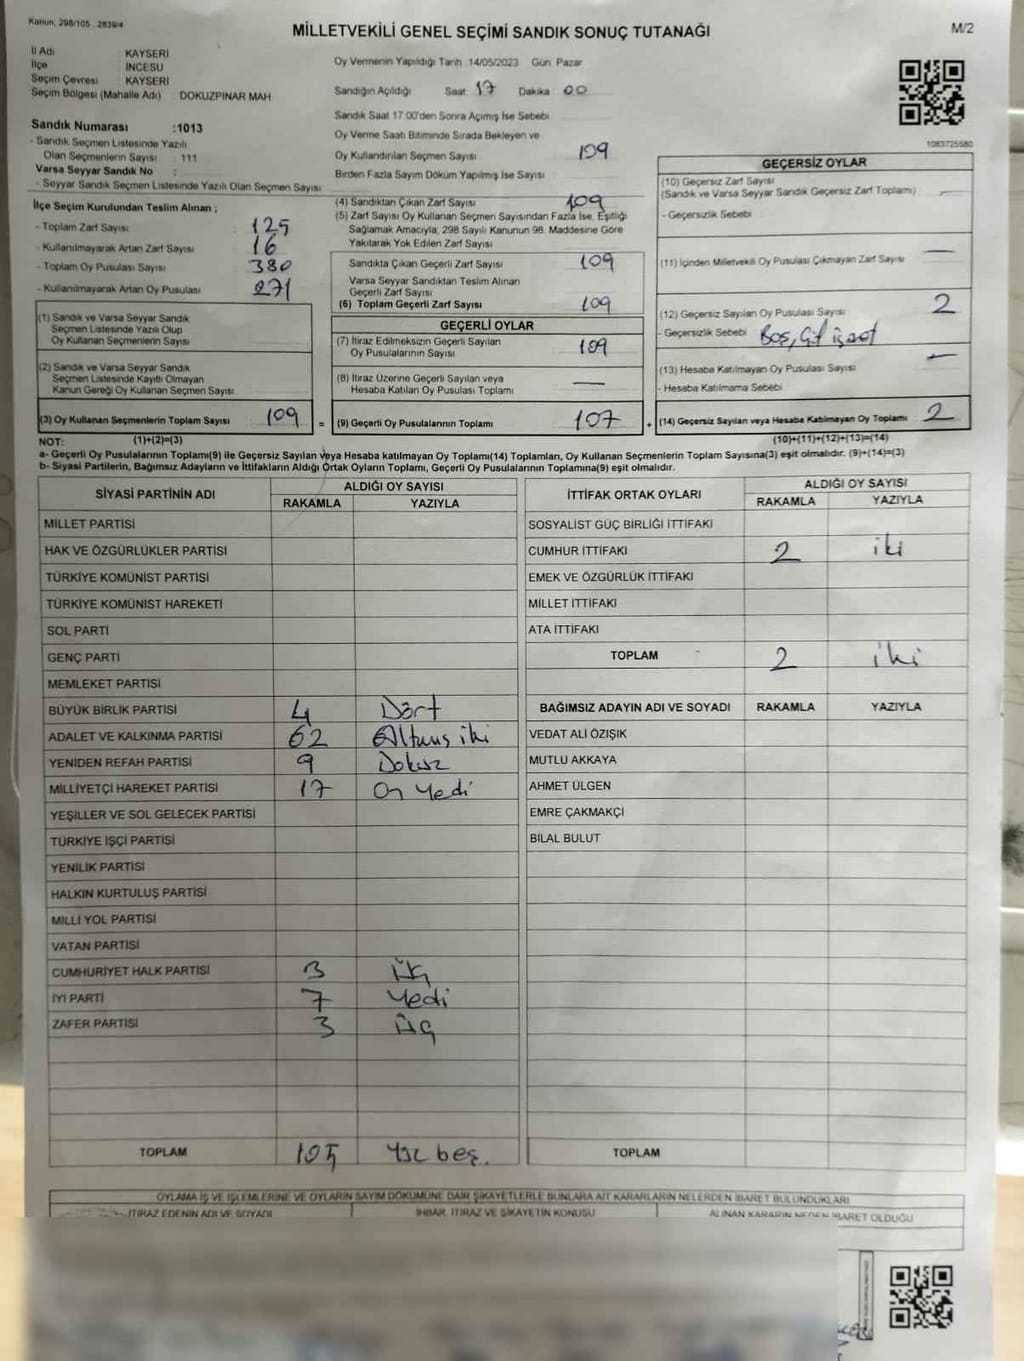 Kanun: 298/105 , 2839/4
MİLLETVEKİLİ GENEL SEÇİMİ SANDIK SONUÇ TUTANAĞI
M/2
İl Adı KAYSERİ
İlçe İNCESU
Seçim Çevresi KAYSERİ
Seçim Bölgesi (Mahalle Adı) DOKUZPINAR MAH
Oy Vermenin Yapıldığı Tarih 14/05/2023 Gün Pazar
Sandığın Açıldığı Saat 17 Dakika 00
Sandık Saat 17:00'den Sonra Açımış İse Sebebi
Oy Verme Saati Bitiminde Sırada Bekleyen ve
Oy Kullandırılan Seçmen Sayısı 109
Birden Fazla Sayım Döküm Yapılmış İse Sayısı
1083725580
Sandık Numarası :1013
- Sandık Seçmen Listesinde Yazılı
Olan Seçmenlerin Sayısı : 111
Varsa Seyyar Sandık No :
- Seyyar Sandık Seçmen Listesinde Yazılı Olan Seçmen Sayısı
İlçe Seçim Kurulundan Teslim Alınan ;
- Toplam Zarf Sayısı 125
- Kullanılmayarak Artan Zarf Sayısı 16
- Toplam Oy Pusulası Sayısı 380
- Kullanılmayarak Artan Oy Pusulası 271
(1) Sandık ve Varsa Seyyar Sandık
Seçmen Listesinde Yazılı Olup
Oy Kullanan Seçmenlerin Sayısı
(2) Sandık ve Varsa Seyyar Sandık
Seçmen Listesinde Kayıtlı Olmayan
Kanun Gereği Oy Kullanan Seçmen Sayısı
(3) Oy Kullanan Seçmenlerin Toplam Sayısı 109
(4) Sandıktan Çıkan Zarf Sayısı 109
(5) Zarf Sayısı Oy Kullanan Seçmen Sayısından Fazla İse, Eşitliği
Sağlamak Amacıyla, 298 Sayılı Kanunun 98. Maddesine Göre
Yakılarak Yok Edilen Zarf Sayısı
Sandıkta Çıkan Geçerli Zarf Sayısı 109
Varsa Seyyar Sandıktan Teslim Alınan
Geçerli Zarf Sayısı
(6) Toplam Geçerli Zarf Sayısı 109
GEÇERLİ OYLAR
(7) İtiraz Edilmeksizin Geçerli Sayılan
Oy Pusulalarının Sayısı 109
(8) İtiraz Üzerine Geçerli Sayılan veya
Hesaba Katılan Oy Pusulası Toplamı —
= (9) Geçerli Oy Pusulalarının Toplamı 107
GEÇERSİZ OYLAR
(10) Geçersiz Zarf Sayısı
(Sandık ve Varsa Seyyar Sandık Geçersiz Zarf Toplamı) —
- Geçersizlik Sebebi
(11) İçinden Milletvekili Oy Pusulası Çıkmayan Zarf Sayısı —
(12) Geçersiz Sayılan Oy Pusulası Sayısı 2
- Geçersizlik Sebebi Boş, Çift işaret
(13) Hesaba Katılmayan Oy Pusulası Sayısı —
- Hesaba Katılmama Sebebi
+ (14) Geçersiz Sayılan veya Hesaba Katılmayan Oy Toplamı 2
NOT: (1)+(2)=(3) (10)+(11)+(12)+(13)=(14)
a- Geçerli Oy Pusulalarının Toplamı(9) ile Geçersiz Sayılan veya Hesaba katılmayan Oy Toplamı(14) Toplamları, Oy Kullanan Seçmenlerin Toplam Sayısına(3) eşit olmalıdır. (9)+(14)=(3)
b- Siyasi Partilerin, Bağımsız Adayların ve İttifakların Aldığı Ortak Oyların Toplamı, Geçerli Oy Pusulalarının Toplamına(9) eşit olmalıdır.
SİYASİ PARTİNİN ADI ALDIĞI OY SAYISI
RAKAMLA YAZIYLA
MİLLET PARTİSİ
HAK VE ÖZGÜRLÜKLER PARTİSİ
TÜRKİYE KOMÜNİST PARTİSİ
TÜRKİYE KOMÜNİST HAREKETİ
SOL PARTİ
GENÇ PARTİ
MEMLEKET PARTİSİ
BÜYÜK BİRLİK PARTİSİ 4 Dört
ADALET VE KALKINMA PARTİSİ 62 Altmış iki
YENİDEN REFAH PARTİSİ 9 Dokuz
MİLLİYETÇİ HAREKET PARTİSİ 17 On Yedi
YEŞİLLER VE SOL GELECEK PARTİSİ
TÜRKİYE İŞÇİ PARTİSİ
YENİLİK PARTİSİ
HALKIN KURTULUŞ PARTİSİ
MİLLİ YOL PARTİSİ
VATAN PARTİSİ
CUMHURİYET HALK PARTİSİ 3 Üç
İYİ PARTİ 7 Yedi
ZAFER PARTİSİ 3 Üç
TOPLAM 105 Yüz beş.
İTTİFAK ORTAK OYLARI ALDIĞI OY SAYISI
RAKAMLA YAZIYLA
SOSYALİST GÜÇ BİRLİĞİ İTTİFAKI
CUMHUR İTTİFAKI 2 iki
EMEK VE ÖZGÜRLÜK İTTİFAKI
MİLLET İTTİFAKI
ATA İTTİFAKI
TOPLAM 2 iki
BAĞIMSIZ ADAYIN ADI VE SOYADI RAKAMLA YAZIYLA
VEDAT ALİ ÖZIŞIK
MUTLU AKKAYA
AHMET ÜLGEN
EMRE ÇAKMAKÇİ
BİLAL BULUT
TOPLAM
OYLAMA İŞ VE İŞLEMLERİNE VE OYLARIN SAYIM DÖKÜMÜNE DAİR ŞİKAYETLERLE BUNLARA AİT KARARLARIN NELERDEN İBARET BULUNDUKLARI
İTİRAZ EDENİN ADI VE SOYADI İHBAR, İTİRAZ VE ŞİKAYETİN KONUSU ALINAN KARARIN NEDEN İBARET OLDUĞU